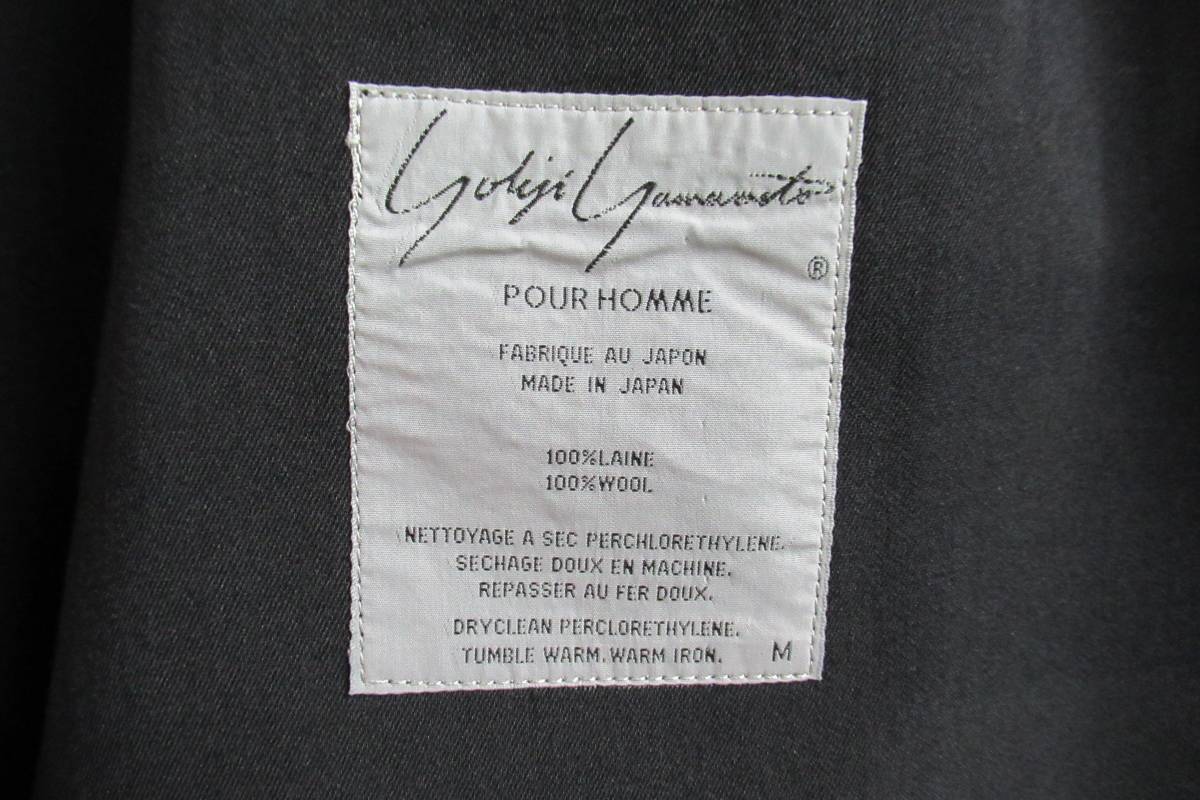 Yohji Yamamoto
®
POUR HOMME
FABRIQUE AU JAPON
MADE IN JAPAN
100%LAINE
100%WOOL
NETTOYAGE A SEC PERCHLORETHYLENE.
SECHAGE DOUX EN MACHINE.
REPASSER AU FER DOUX.
DRYCLEAN PERCLORETHYLENE.
TUMBLE WARM. WARM IRON. M